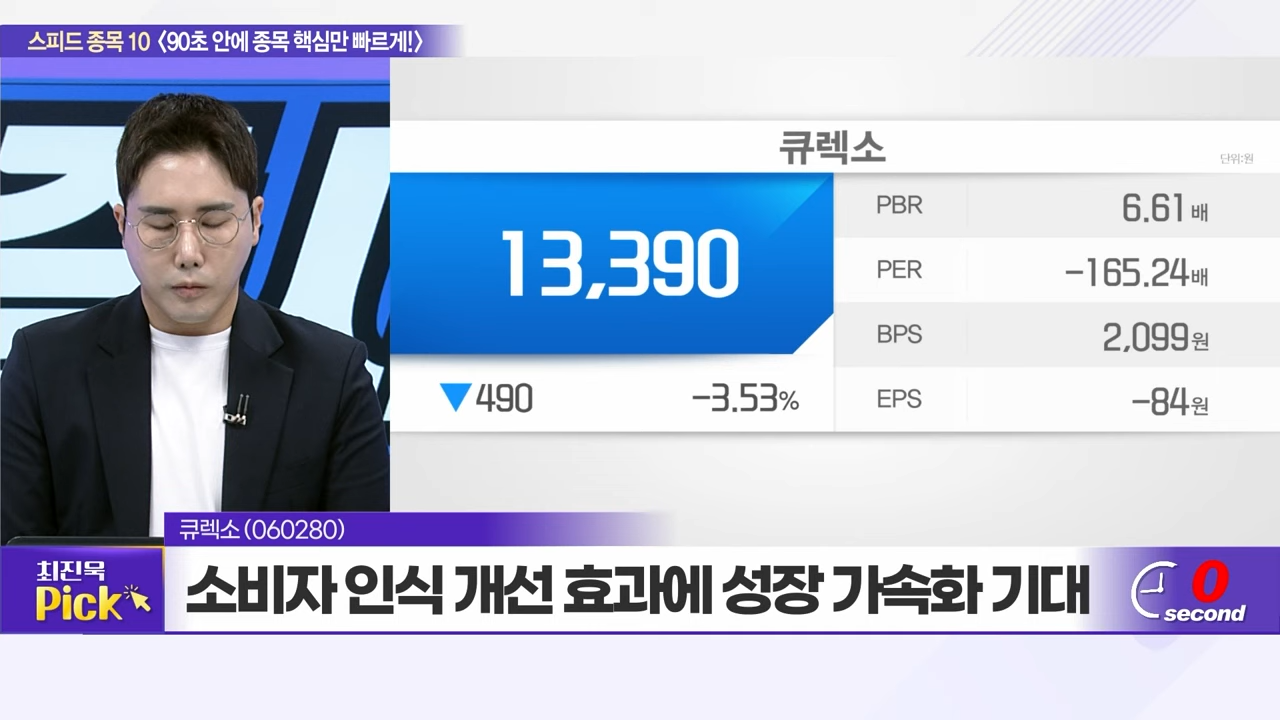 스피드 종목 10 〈90초 안에 종목 핵심만 빠르게!〉
큐렉소
단위:원
13,390
▼490 -3.53%
PBR 6.61배
PER -165.24배
BPS 2,099원
EPS -84원
큐렉소 (060280)
최진욱
Pick
소비자 인식 개선 효과에 성장 가속화 기대
0
second